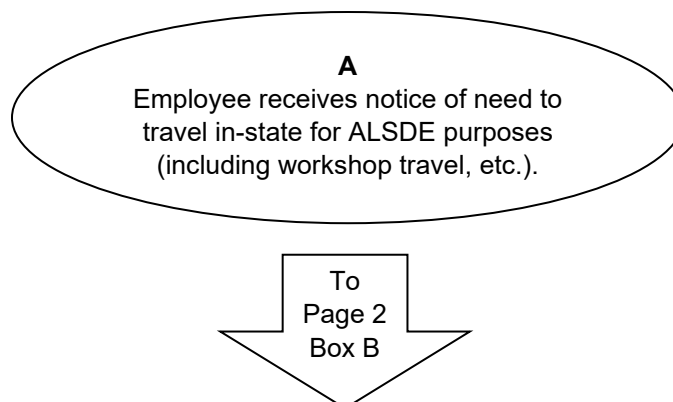 A
Employee receives notice of need to
travel in-state for ALSDE purposes
(including workshop travel, etc.).
To
Page 2
Box B